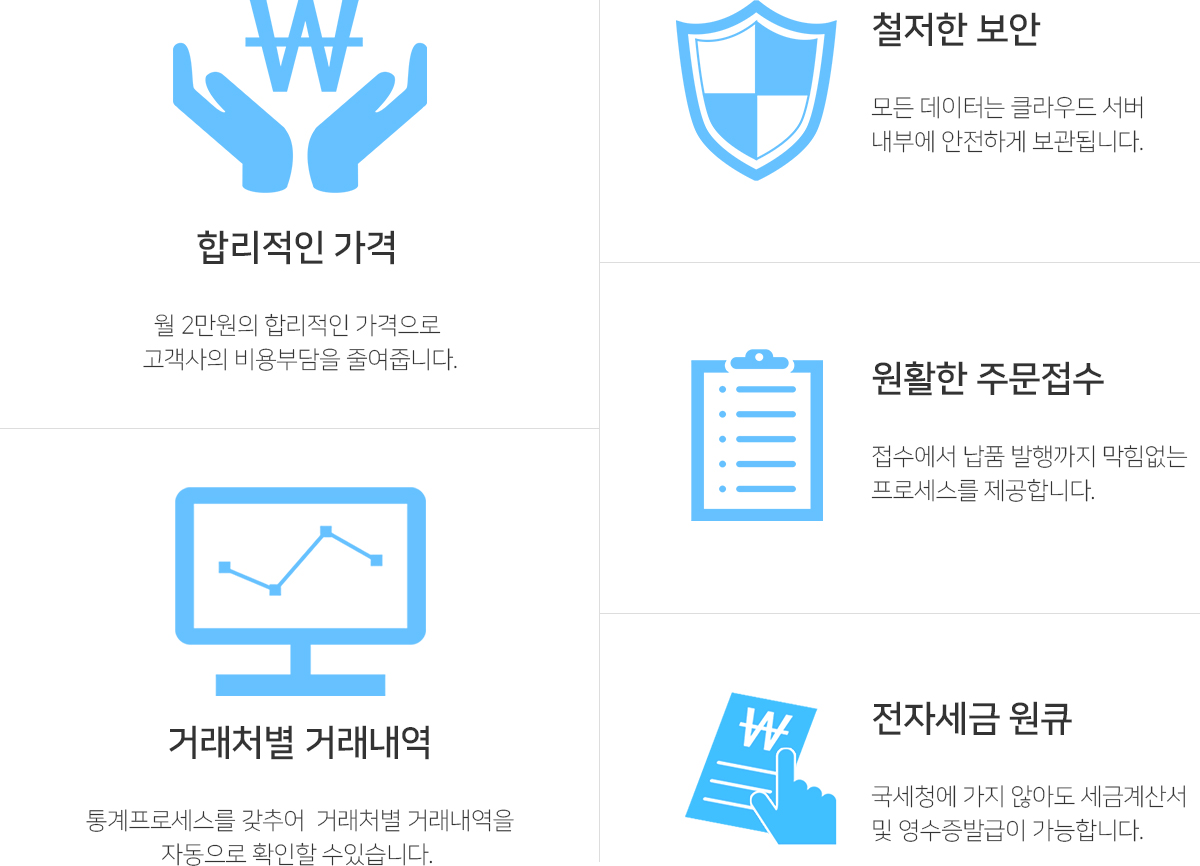 합리적인 가격
월 2만원의 합리적인 가격으로
고객사의 비용부담을 줄여줍니다.
거래처별 거래내역
통계프로세스를 갖추어 거래처별 거래내역을
자동으로 확인할 수있습니다.
철저한 보안
모든 데이터는 클라우드 서버
내부에 안전하게 보관됩니다.
원활한 주문접수
접수에서 납품 발행까지 막힘없는
프로세스를 제공합니다.
전자세금 원큐
국세청에 가지 않아도 세금계산서
및 영수증발급이 가능합니다.